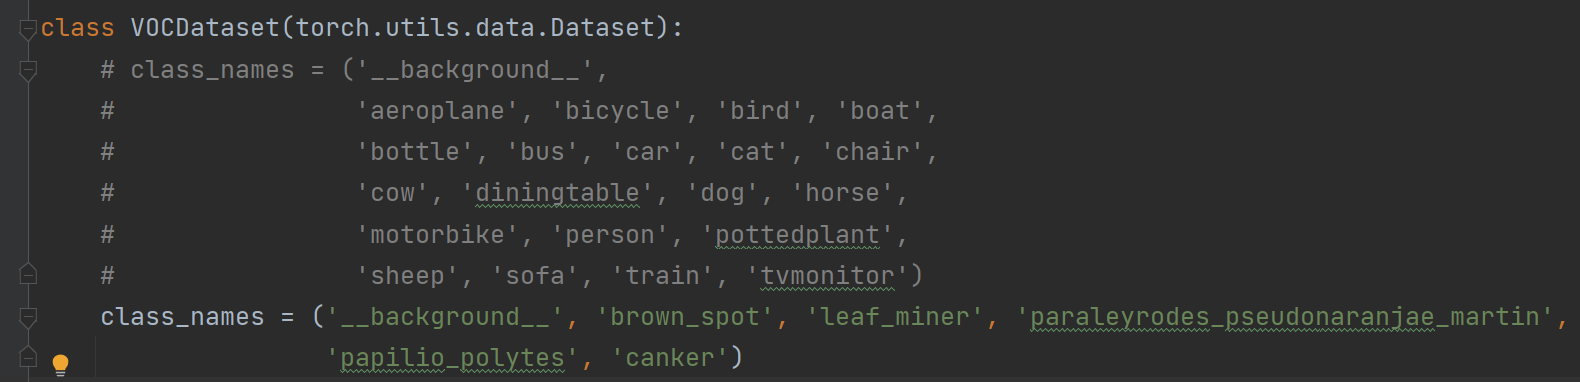 class VOCDataset(torch.utils.data.Dataset):
    # class_names = ('__background__',
    #                'aeroplane', 'bicycle', 'bird', 'boat',
    #                'bottle', 'bus', 'car', 'cat', 'chair',
    #                'cow', 'diningtable', 'dog', 'horse',
    #                'motorbike', 'person', 'pottedplant',
    #                'sheep', 'sofa', 'train', 'tvmonitor')
    class_names = ('__background__', 'brown_spot', 'leaf_miner', 'paraleyrodes_pseudonaranjae_martin',
                   'papilio_polytes', 'canker')